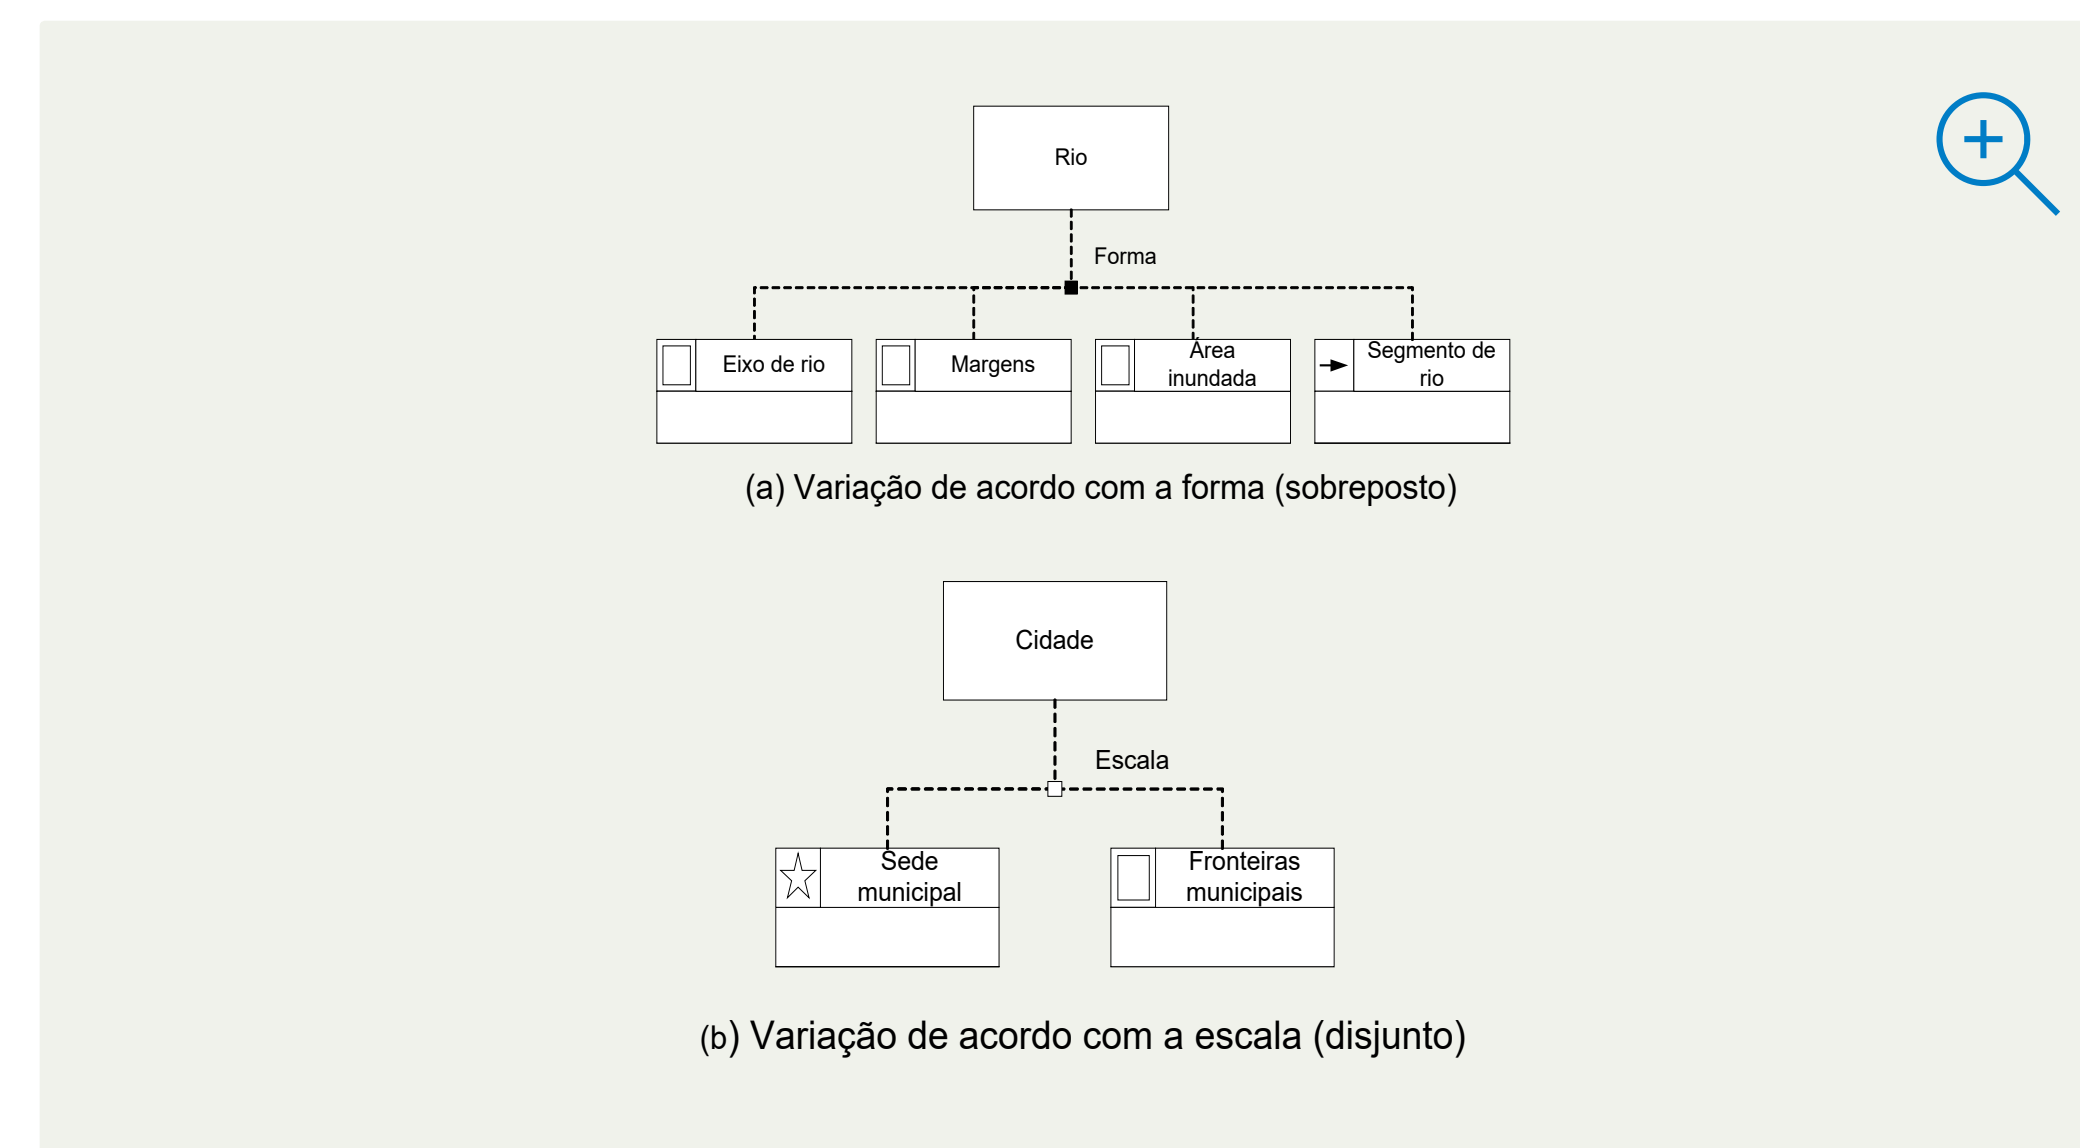 Rio
Forma
Eixo de rio
Margens
Área
inundada
Segmento de
rio
(a) Variação de acordo com a forma (sobreposto)
Cidade
Escala
Sede
municipal
Fronteiras
municipais
(b) Variação de acordo com a escala (disjunto)